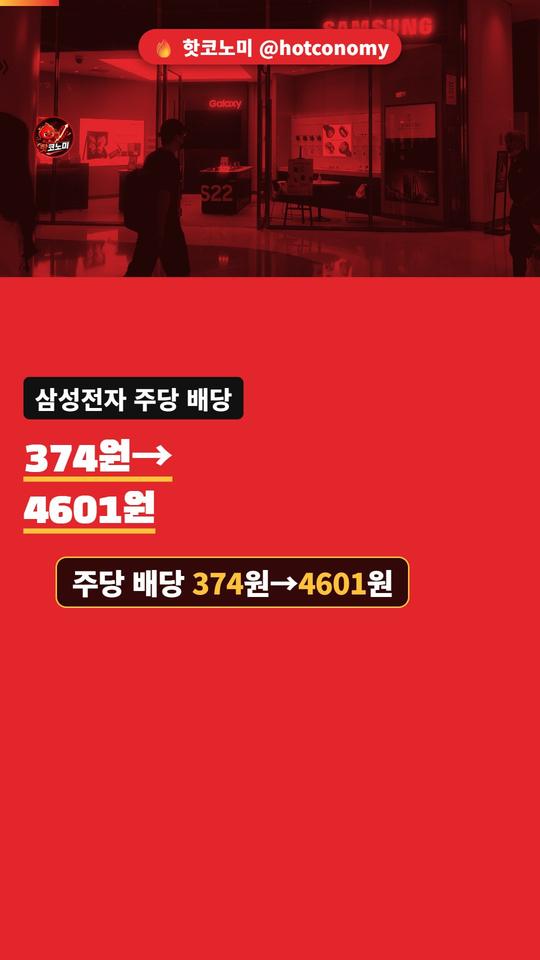 SAMSUNG
핫코노미 @hotconomy
Galaxy
핫코노미
S22
삼성전자 주당 배당
374원→
4601원
주당 배당 374원→4601원